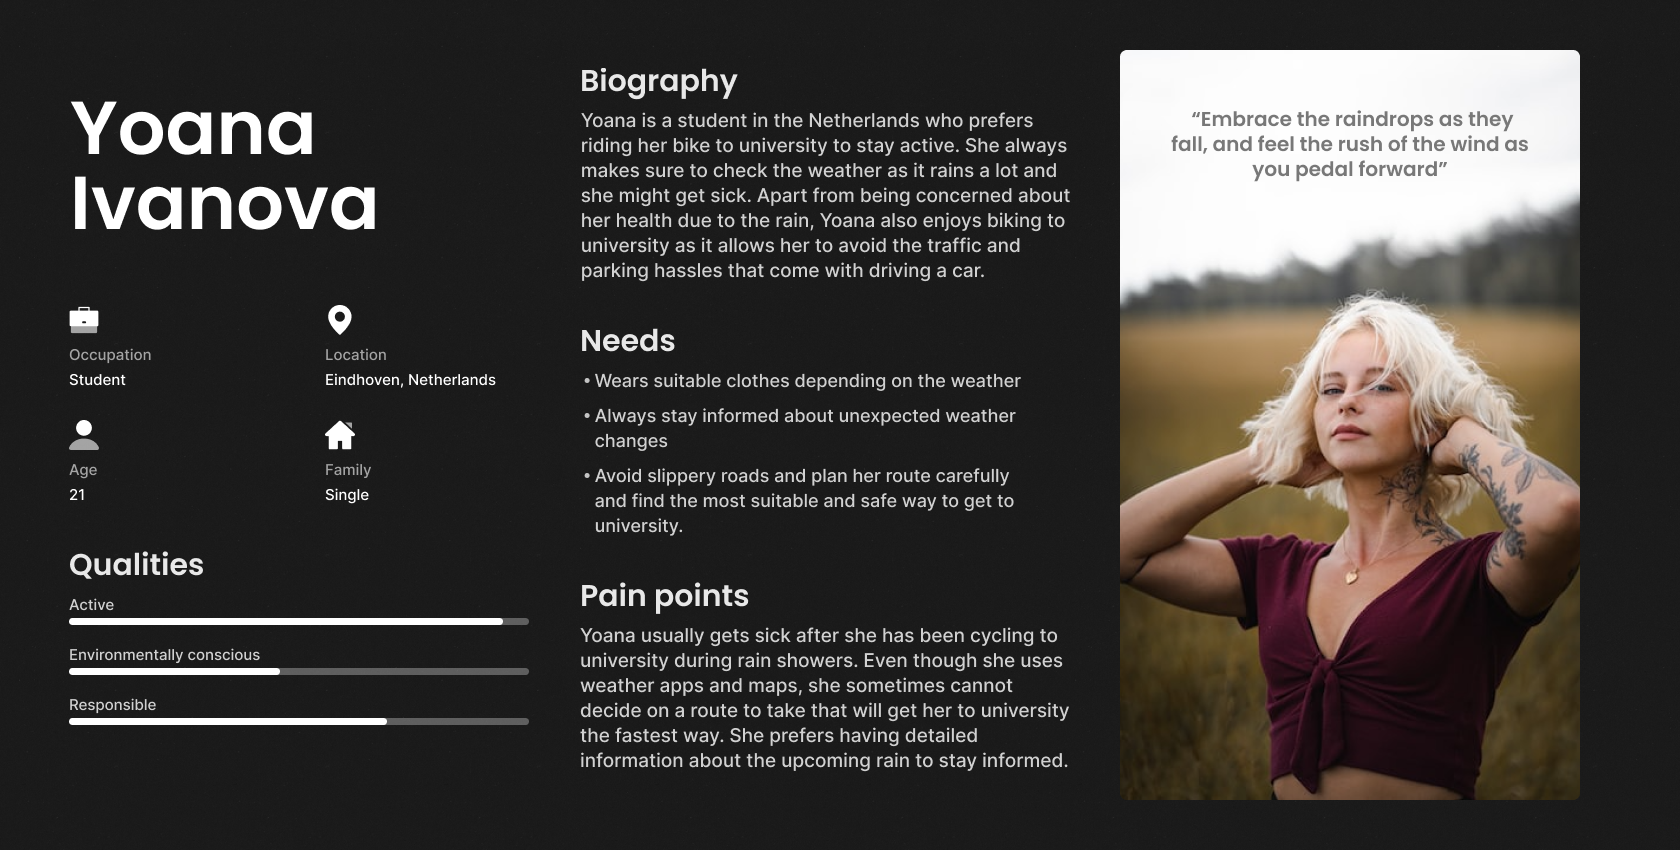 Yoana
Ivanova
Occupation
Student
Location
Eindhoven, Netherlands
Age
21
Family
Single
Qualities
Active
Environmentally conscious
Responsible
Biography
Yoana is a student in the Netherlands who prefers
riding her bike to university to stay active. She always
makes sure to check the weather as it rains a lot and
she might get sick. Apart from being concerned about
her health due to the rain, Yoana also enjoys biking to
university as it allows her to avoid the traffic and
parking hassles that come with driving a car.
Needs
• Wears suitable clothes depending on the weather
• Always stay informed about unexpected weather
changes
• Avoid slippery roads and plan her route carefully
and find the most suitable and safe way to get to
university.
Pain points
Yoana usually gets sick after she has been cycling to
university during rain showers. Even though she uses
weather apps and maps, she sometimes cannot
decide on a route to take that will get her to university
the fastest way. She prefers having detailed
information about the upcoming rain to stay informed.
“Embrace the raindrops as they
fall, and feel the rush of the wind as
you pedal forward”